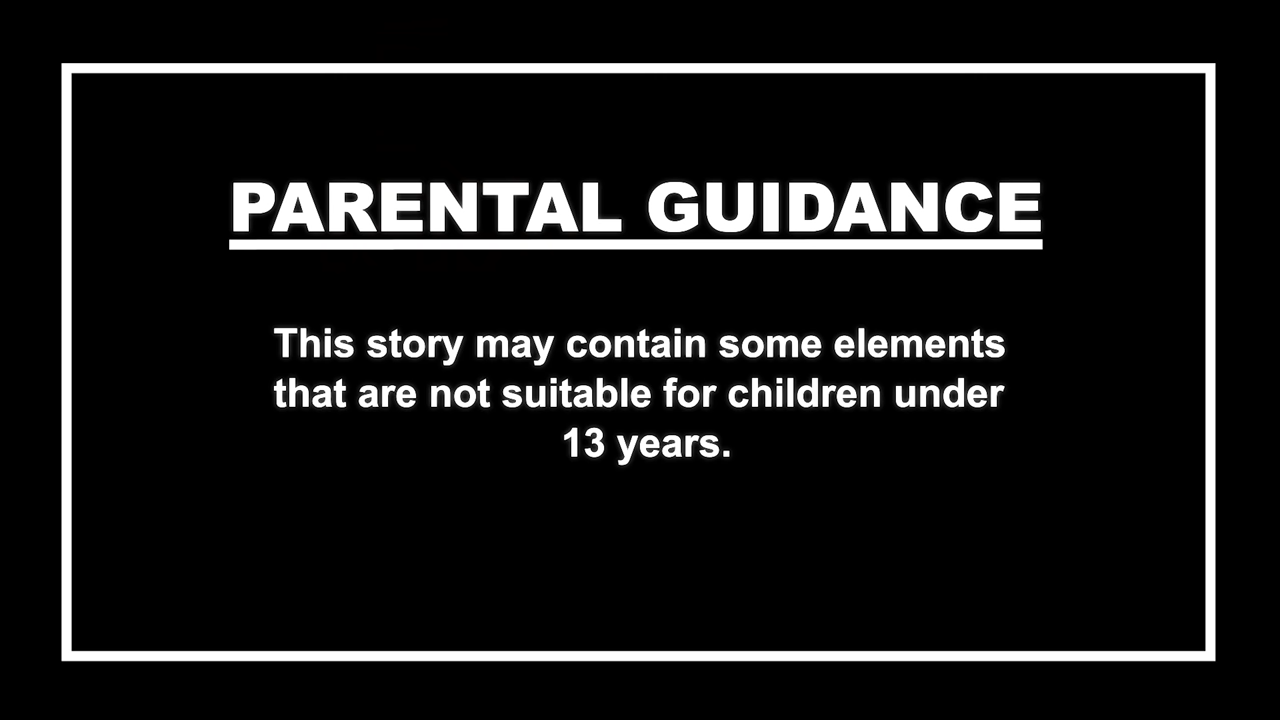 PARENTAL GUIDANCE
This story may contain some elements
that are not suitable for children under
13 years.